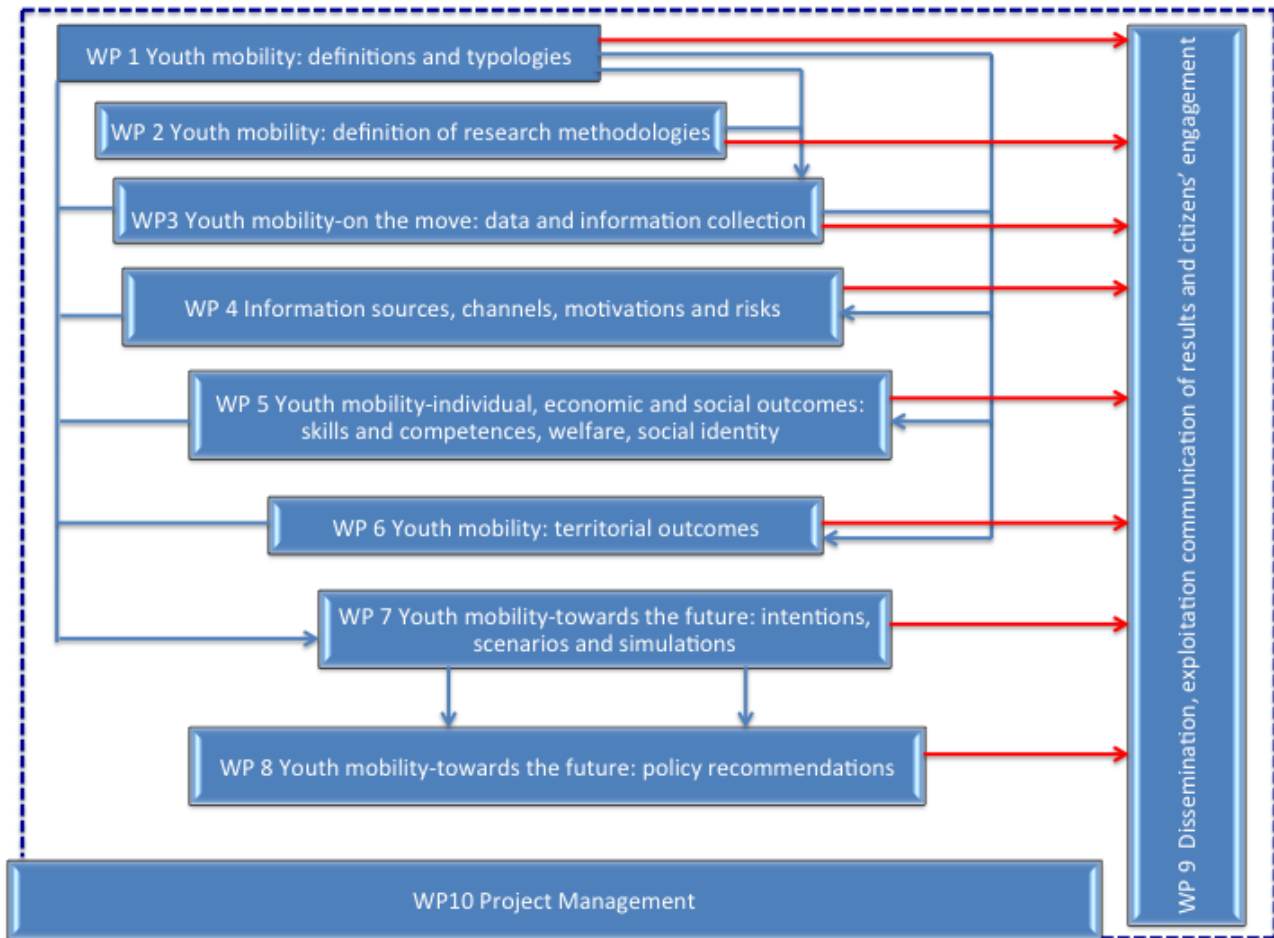 WP 1 Youth mobility: definitions and typologies
WP 2 Youth mobility: definition of research methodologies
WP3 Youth mobility-on the move: data and information collection
WP 4 Information sources, channels, motivations and risks
WP 5 Youth mobility-individual, economic and social outcomes:
skills and competences, welfare, social identity
WP 6 Youth mobility: territorial outcomes
WP 7 Youth mobility-towards the future: intentions,
scenarios and simulations
WP 8 Youth mobility-towards the future: policy recommendations
WP10 Project Management
WP 9 Dissemination, exploitation communication of results and citizens’ engagement